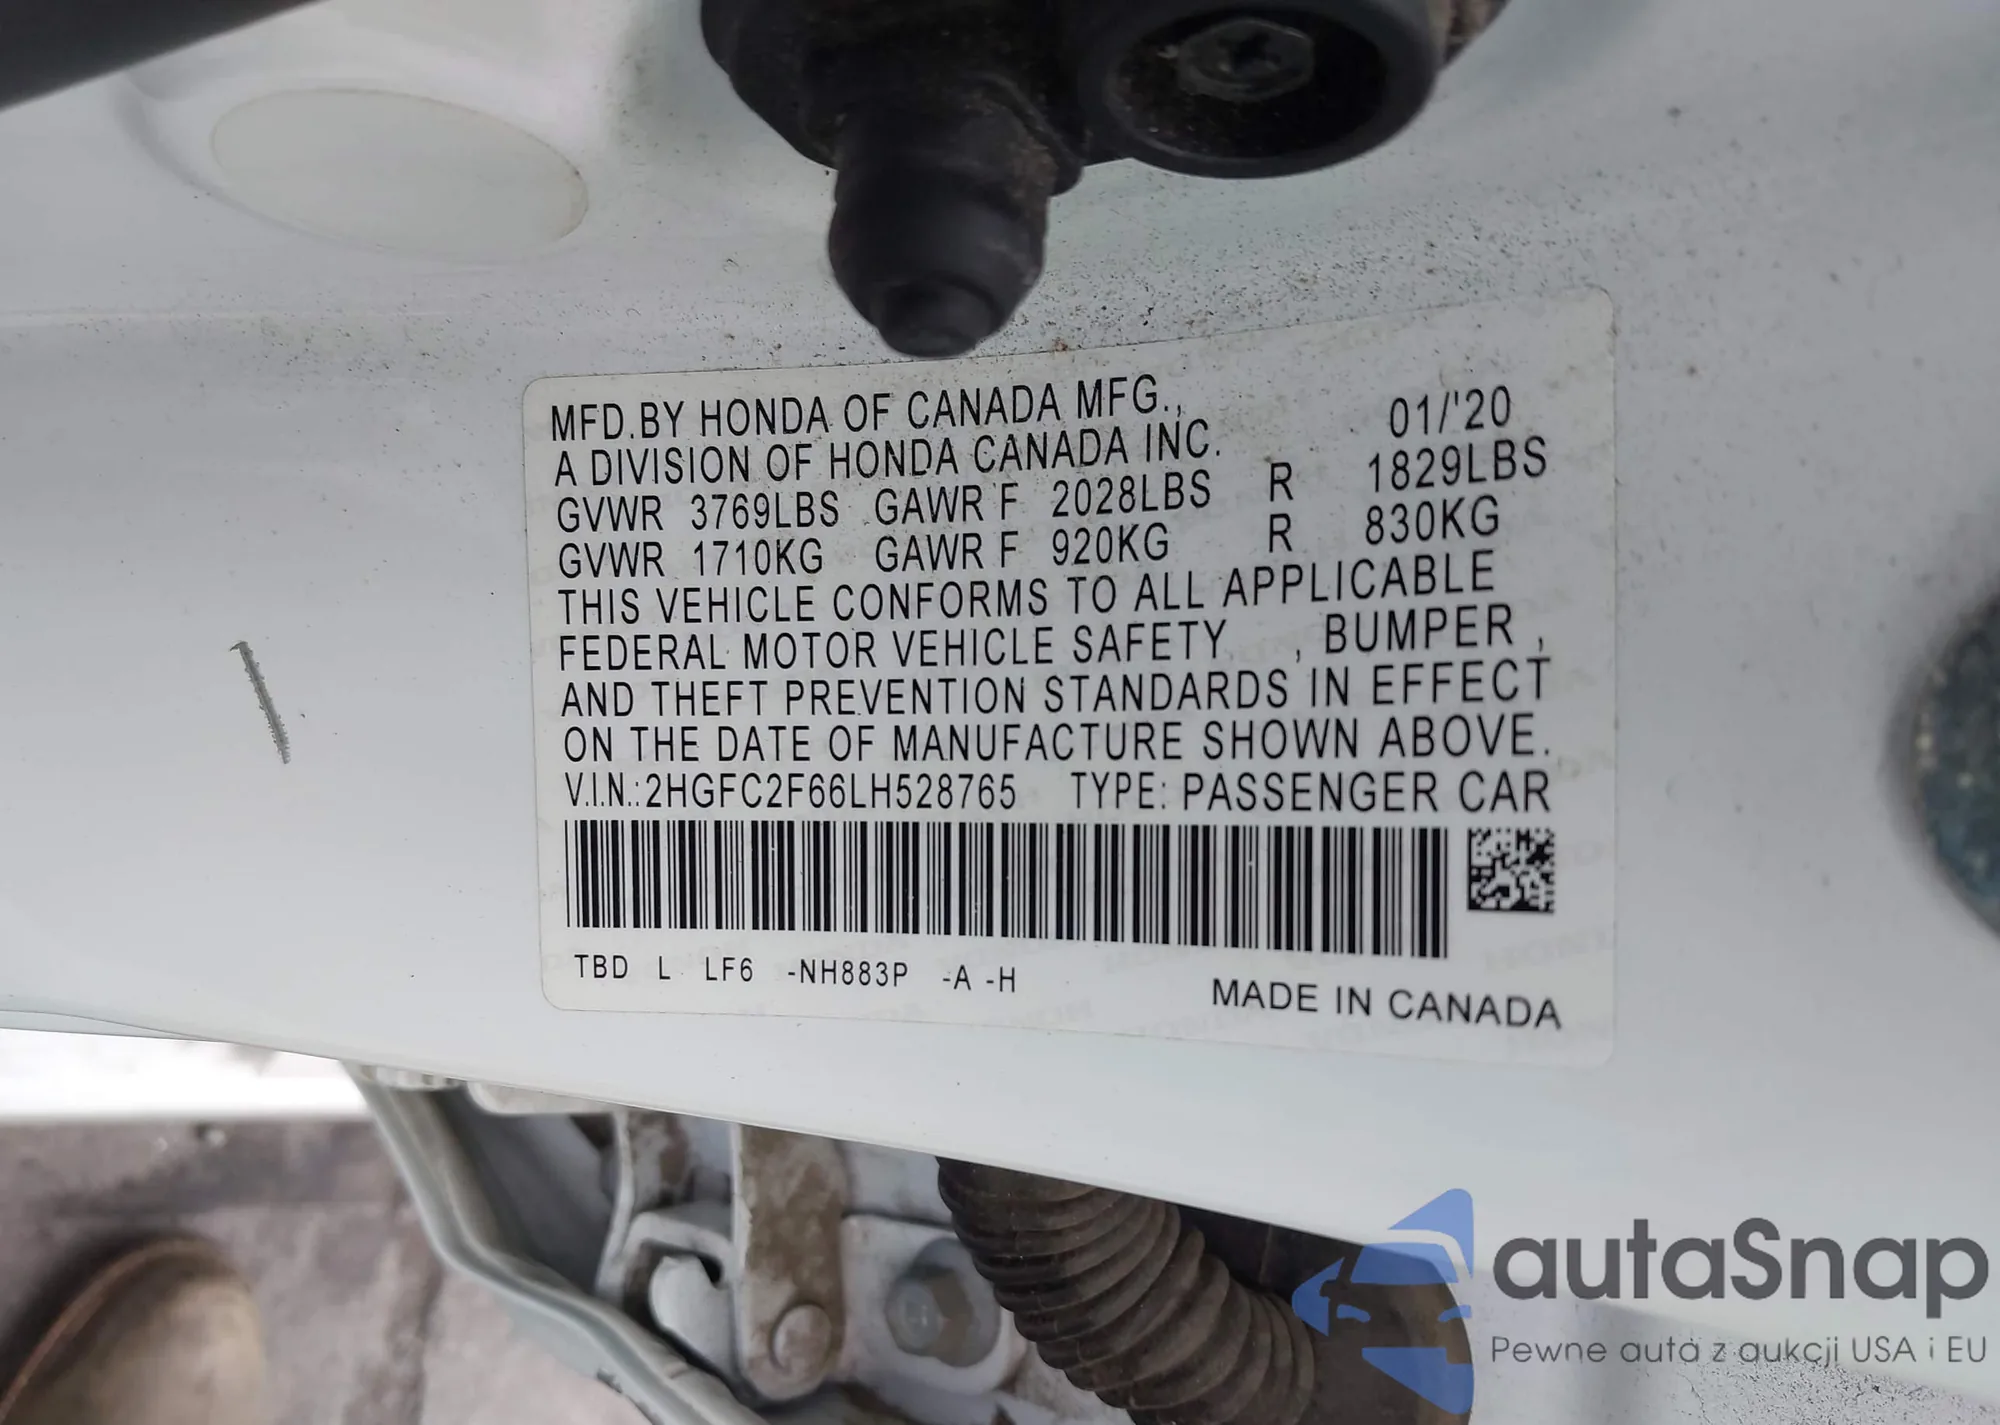 MFD.BY HONDA OF CANADA MFG., 01/'20
A DIVISION OF HONDA CANADA INC.
GVWR 3769LBS GAWR F 2028LBS R 1829LBS
GVWR 1710KG GAWR F 920KG R 830KG
THIS VEHICLE CONFORMS TO ALL APPLICABLE
FEDERAL MOTOR VEHICLE SAFETY , BUMPER ,
AND THEFT PREVENTION STANDARDS IN EFFECT
ON THE DATE OF MANUFACTURE SHOWN ABOVE.
V.I.N.:2HGFC2F66LH528765 TYPE: PASSENGER CAR
TBD L LF6 -NH883P -A -H
MADE IN CANADA
autaSnap
Pewne auta z aukcji USA i EU